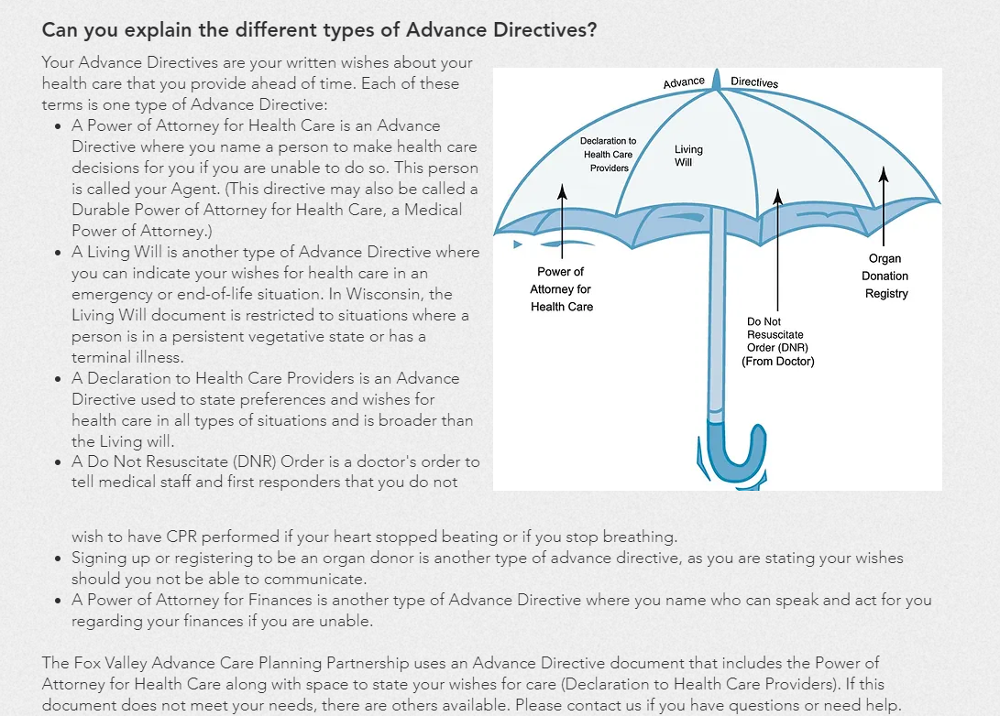 Can you explain the different types of Advance Directives?
Your Advance Directives are your written wishes about your
health care that you provide ahead of time. Each of these
terms is one type of Advance Directive:
• A Power of Attorney for Health Care is an Advance
Directive where you name a person to make health care
decisions for you if you are unable to do so. This person
is called your Agent. (This directive may also be called a
Durable Power of Attorney for Health Care, a Medical
Power of Attorney.)
• A Living Will is another type of Advance Directive where
you can indicate your wishes for health care in an
emergency or end-of-life situation. In Wisconsin, the
Living Will document is restricted to situations where a
person is in a persistent vegetative state or has a
terminal illness.
• A Declaration to Health Care Providers is an Advance
Directive used to state preferences and wishes for
health care in all types of situations and is broader than
the Living will.
• A Do Not Resuscitate (DNR) Order is a doctor's order to
tell medical staff and first responders that you do not
wish to have CPR performed if your heart stopped beating or if you stop breathing.
• Signing up or registering to be an organ donor is another type of advance directive, as you are stating your wishes
should you not be able to communicate.
• A Power of Attorney for Finances is another type of Advance Directive where you name who can speak and act for you
regarding your finances if you are unable.
The Fox Valley Advance Care Planning Partnership uses an Advance Directive document that includes the Power of
Attorney for Health Care along with space to state your wishes for care (Declaration to Health Care Providers). If this
document does not meet your needs, there are others available. Please contact us if you have questions or need help.
Advance Directives
Declaration to
Health Care
Providers
Living
Will
Power of
Attorney for
Health Care
Do Not
Resuscitate
Order (DNR)
(From Doctor)
Organ
Donation
Registry